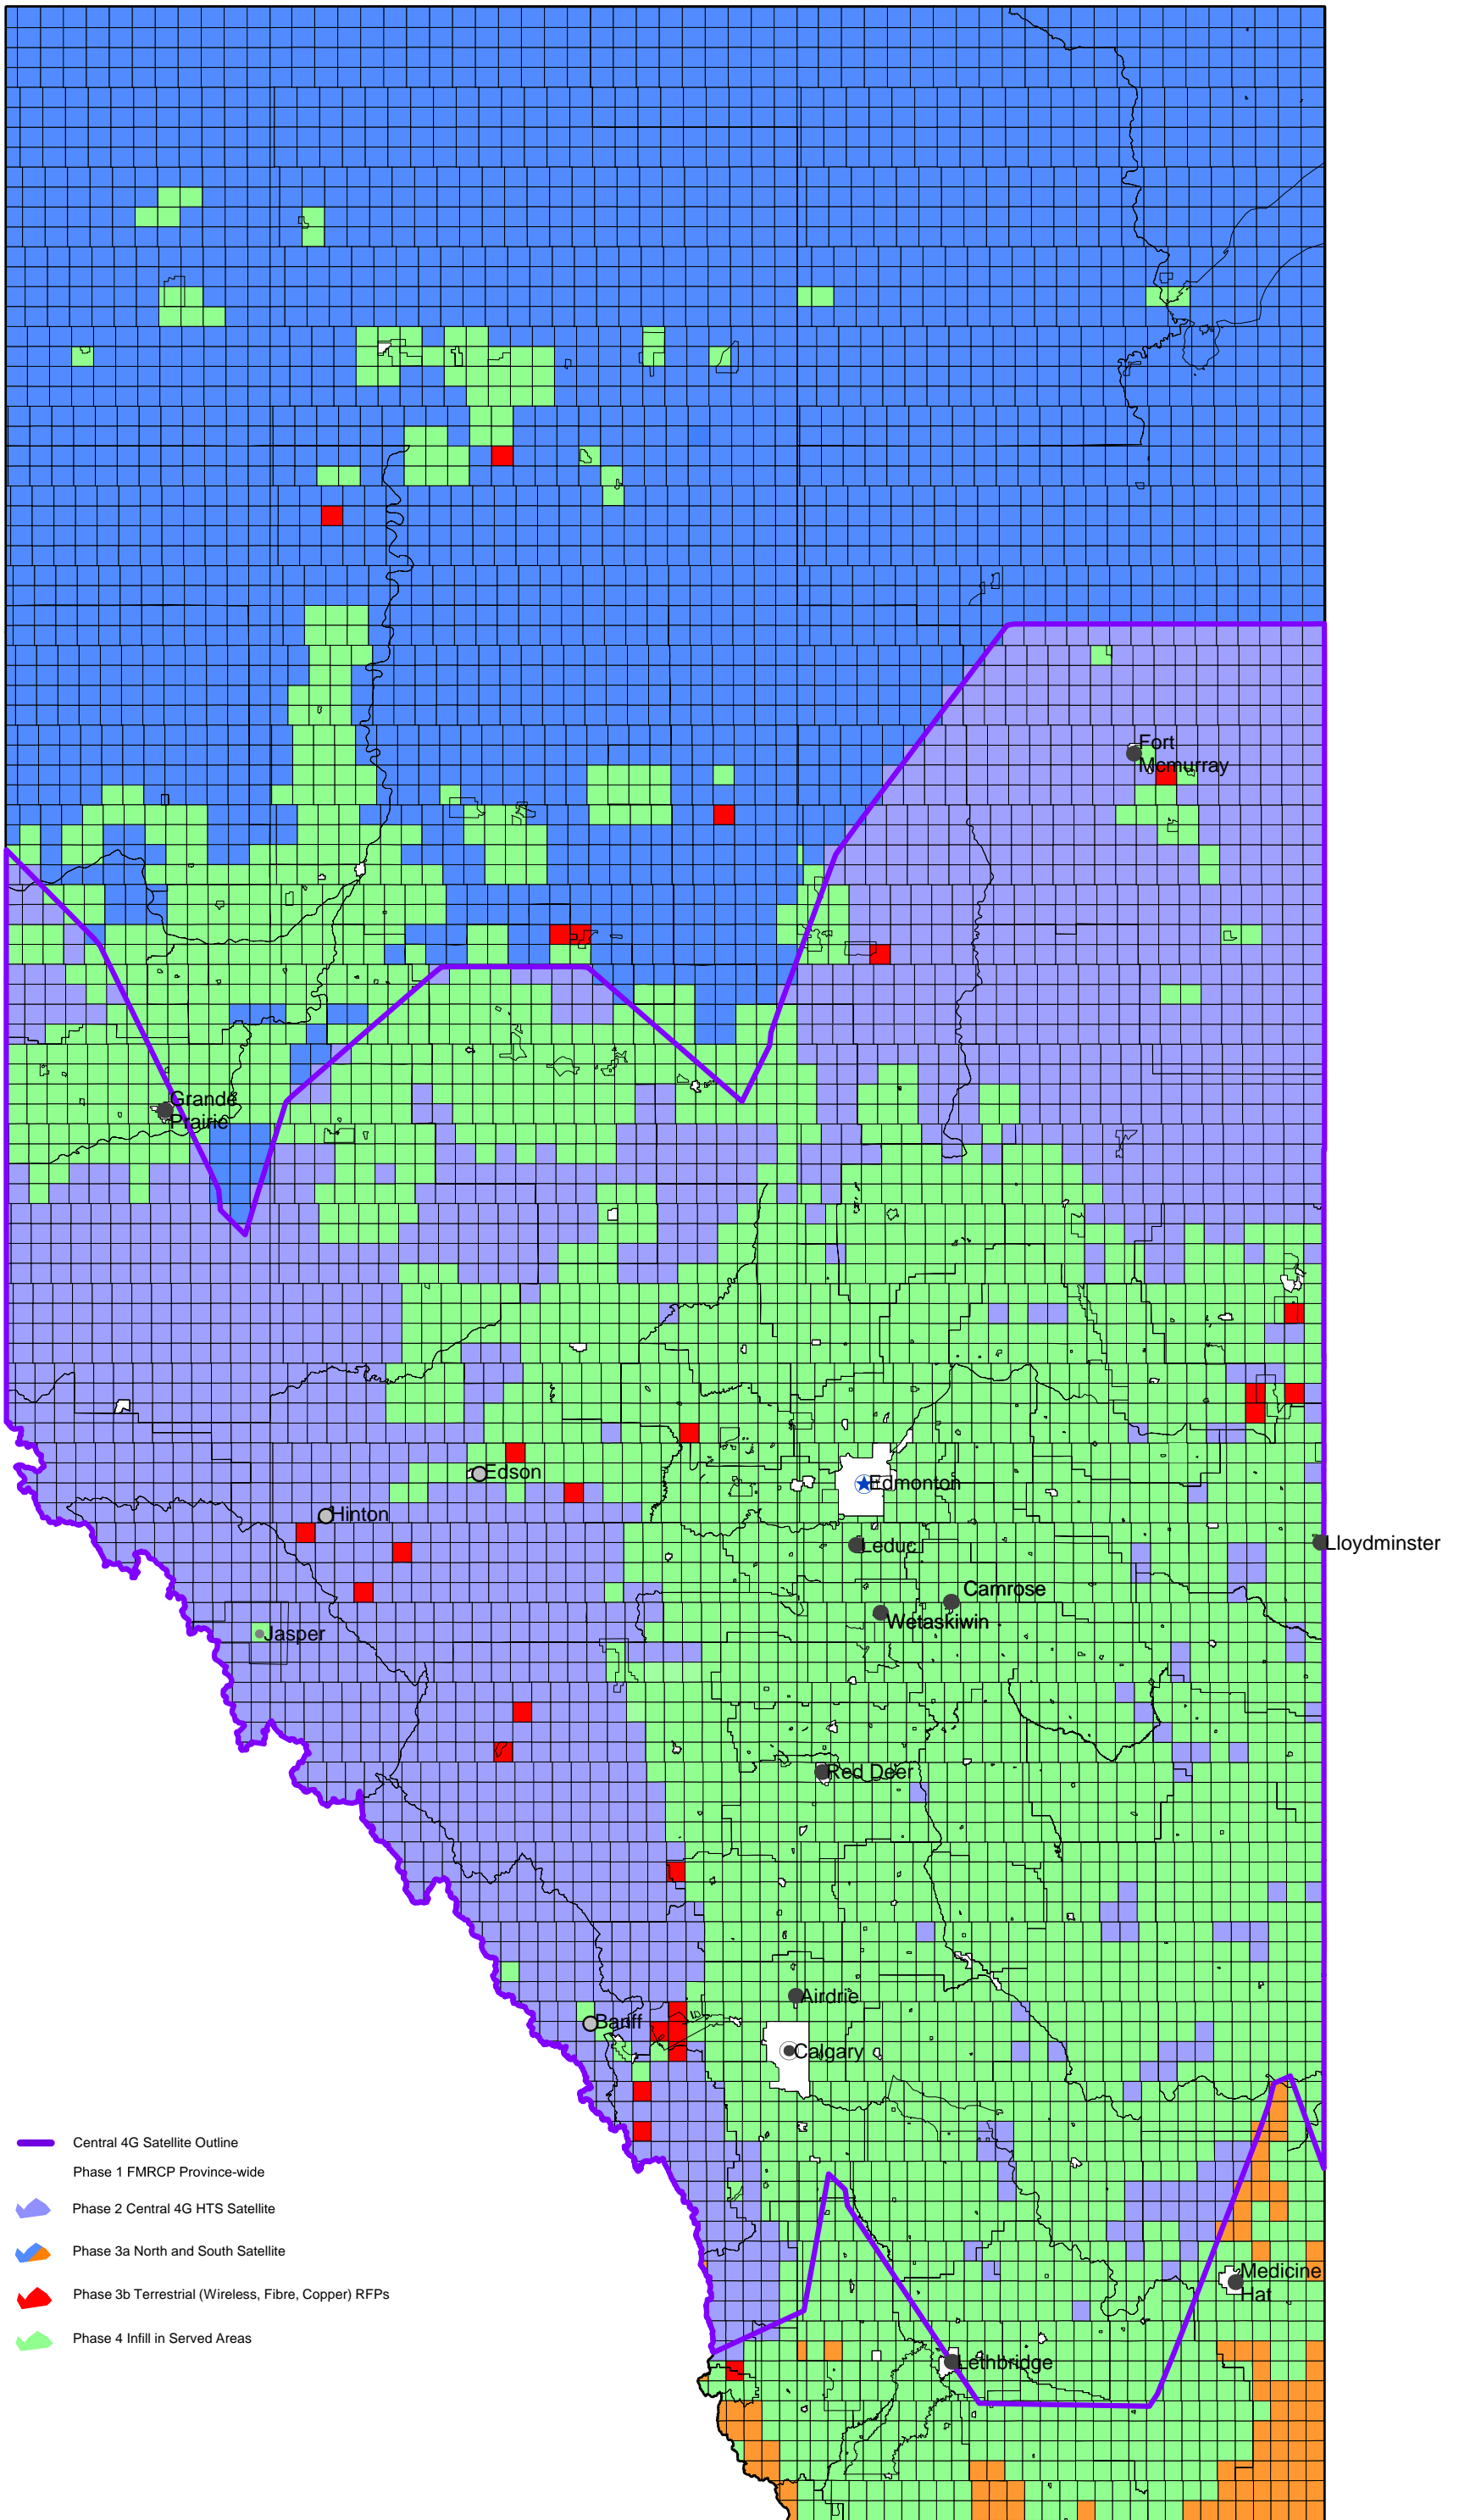 Fort
Mcmurray
Grande
Prairie
Edson
Edmonton
Hinton
Leduc
Lloydminster
Camrose
Wetaskiwin
Jasper
Red Deer
Airdrie
Banff
Calgary
Central 4G Satellite Outline
Phase 1 FMRCP Province-wide
Phase 2 Central 4G HTS Satellite
Phase 3a North and South Satellite
Medicine
Hat
Phase 3b Terrestrial (Wireless, Fibre, Copper) RFPs
Phase 4 Infill in Served Areas
Lethbridge